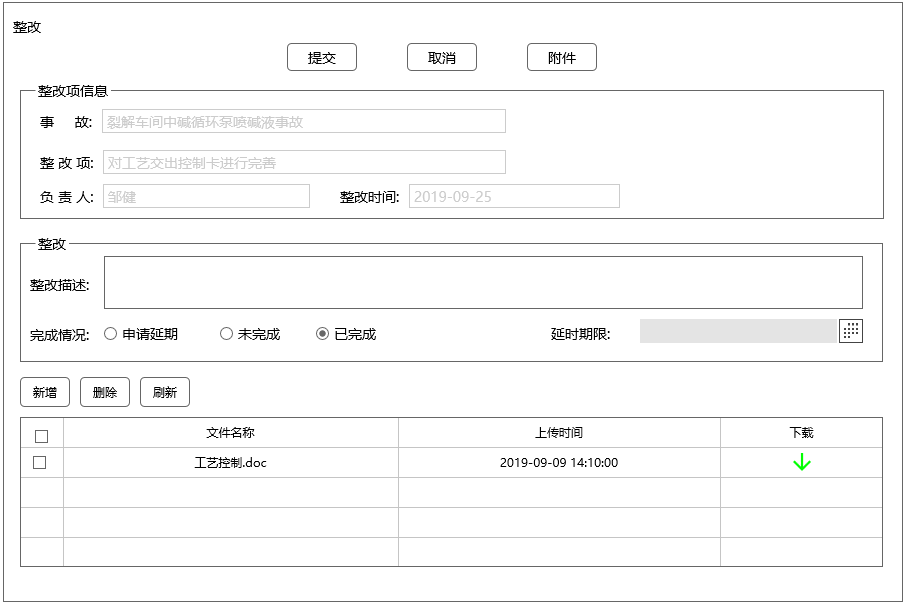 整改
提交 取消 附件
整改项信息
事 故: 裂解车间中碱循环泵喷碱液事故
整 改 项: 对工艺交出控制卡进行完善
负 责 人: 邹健 整改时间: 2019-09-25
整改
整改描述:
完成情况: 申请延期 未完成 已完成 延时期限:
新增 删除 刷新
文件名称 上传时间 下载
工艺控制.doc 2019-09-09 14:10:00